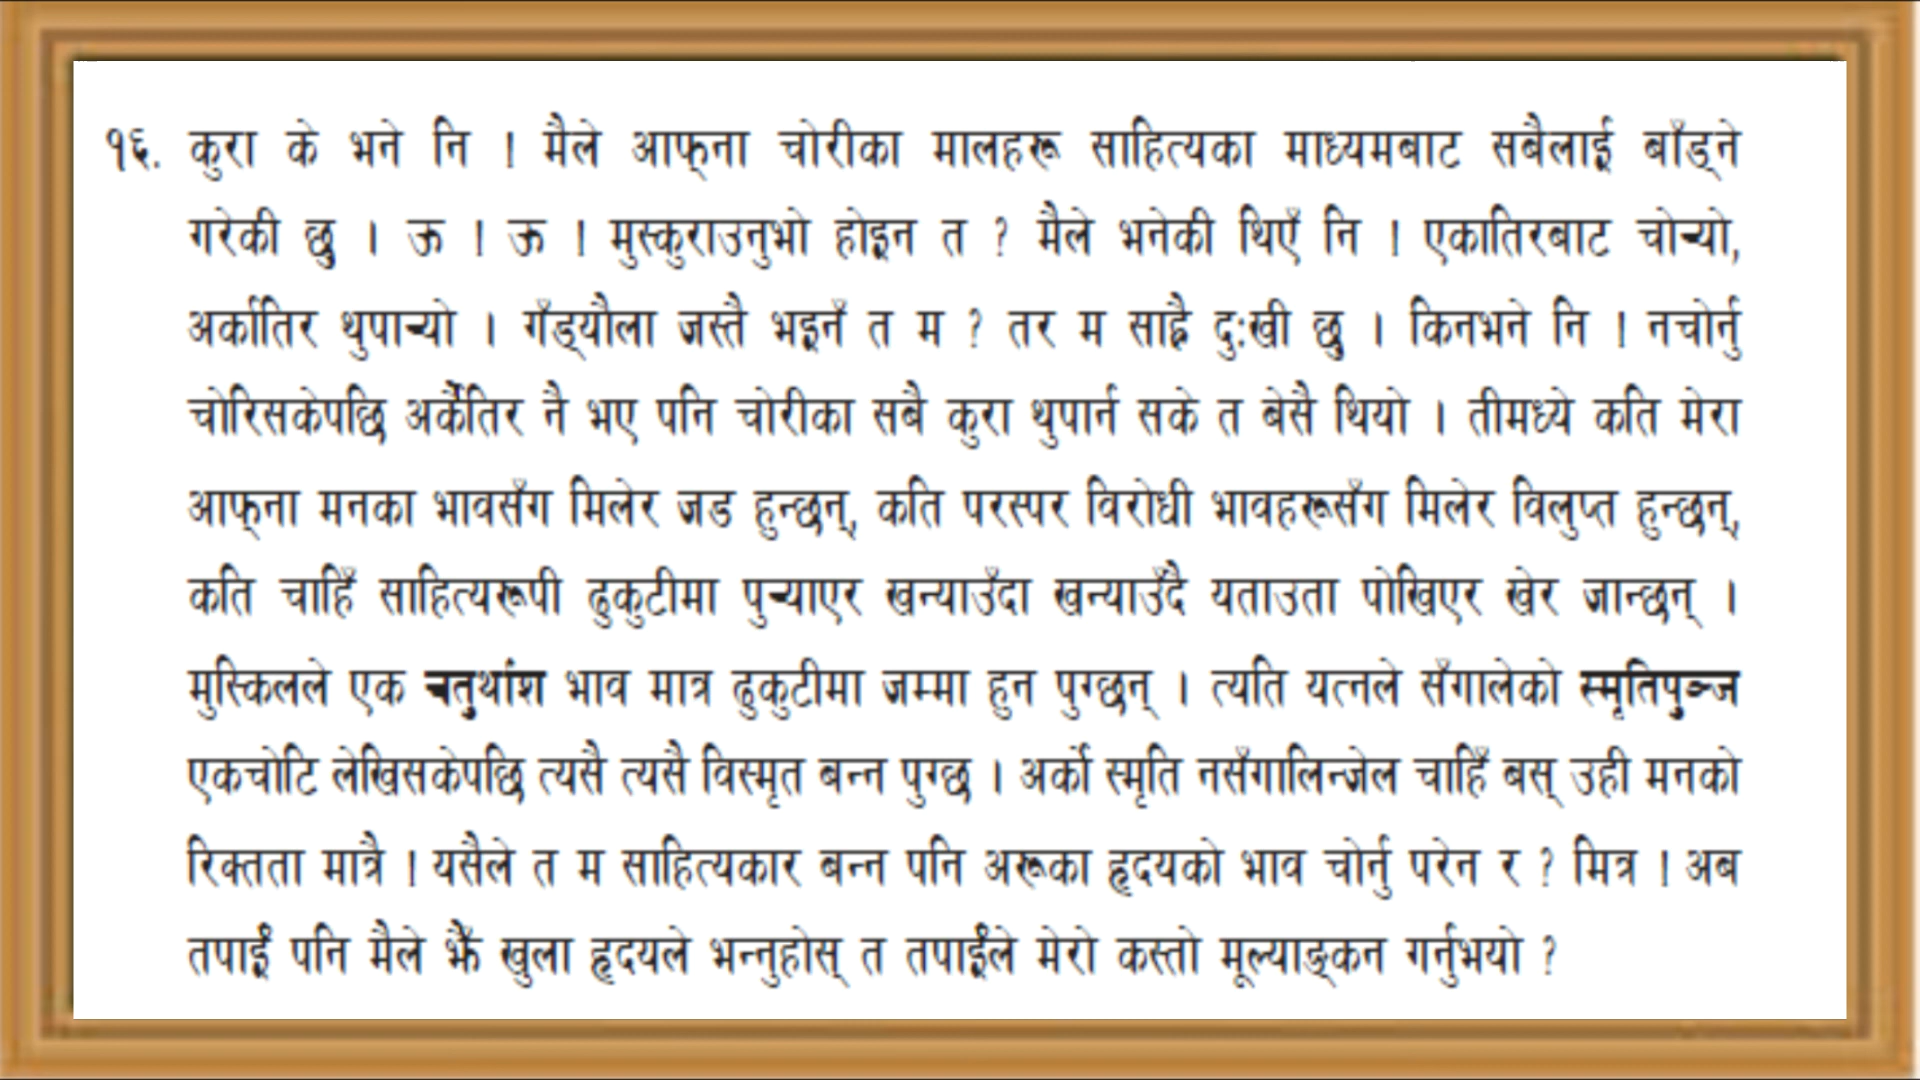 १६. कुरा के भने नि । मैले आफ्ना चोरीका मालहरू साहित्यका माध्यमबाट सबैलाई बाँड्ने
गरेकी छु । ऊ । ऊ । मुस्कुराउनुभो होइन त ? मैले भनेकी थिएँ नि । एकातिरबाट चोऱ्यो,
अर्कातिर थुपाऱ्यो । गँड्यौला जस्तै भइनँ त म ? तर म साह्रै दुःखी छु । किनभने नि । नचोर्नु
चोरिसकेपछि अर्कैतिर नै भए पनि चोरीका सबै कुरा थुपार्न सके त बेसै थियो । तीमध्ये कति मेरा
आफ्ना मनका भावसँग मिलेर जड हुन्छन्, कति परस्पर विरोधी भावहरूसँग मिलेर विलुप्त हुन्छन्,
कति चाहिँ साहित्यरूपी ढुकुटीमा पुऱ्याएर खन्याउँदा खन्याउँदै यताउता पोखिएर खेर जान्छन् ।
मुस्किलले एक चतुर्थांश भाव मात्र ढुकुटीमा जम्मा हुन पुग्छन् । त्यति यत्नले सँगालेको स्मृतिपुञ्ज
एकचोटि लेखिसकेपछि त्यसै त्यसै विस्मृत बन्न पुग्छ । अर्को स्मृति नसँगालिन्जेल चाहिँ बस् उही मनको
रिक्तता मात्रै । यसैले त म साहित्यकार बन्न पनि अरूका हृदयको भाव चोर्नु परेन र ? मित्र । अब
तपाईं पनि मैले झैँ खुला हृदयले भन्नुहोस् त तपाईंले मेरो कस्तो मूल्याङ्कन गर्नुभयो ?